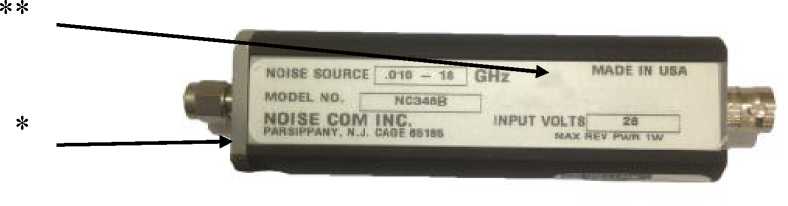 **
NOISE SOURCE .010 – 18 GHz MADE IN USA
MODEL NO. NC346B
NOISE COM INC. INPUT VOLTS 28
PARSIPPANY, N.J. CAGE 65185 MAX REV PWR 1W
*